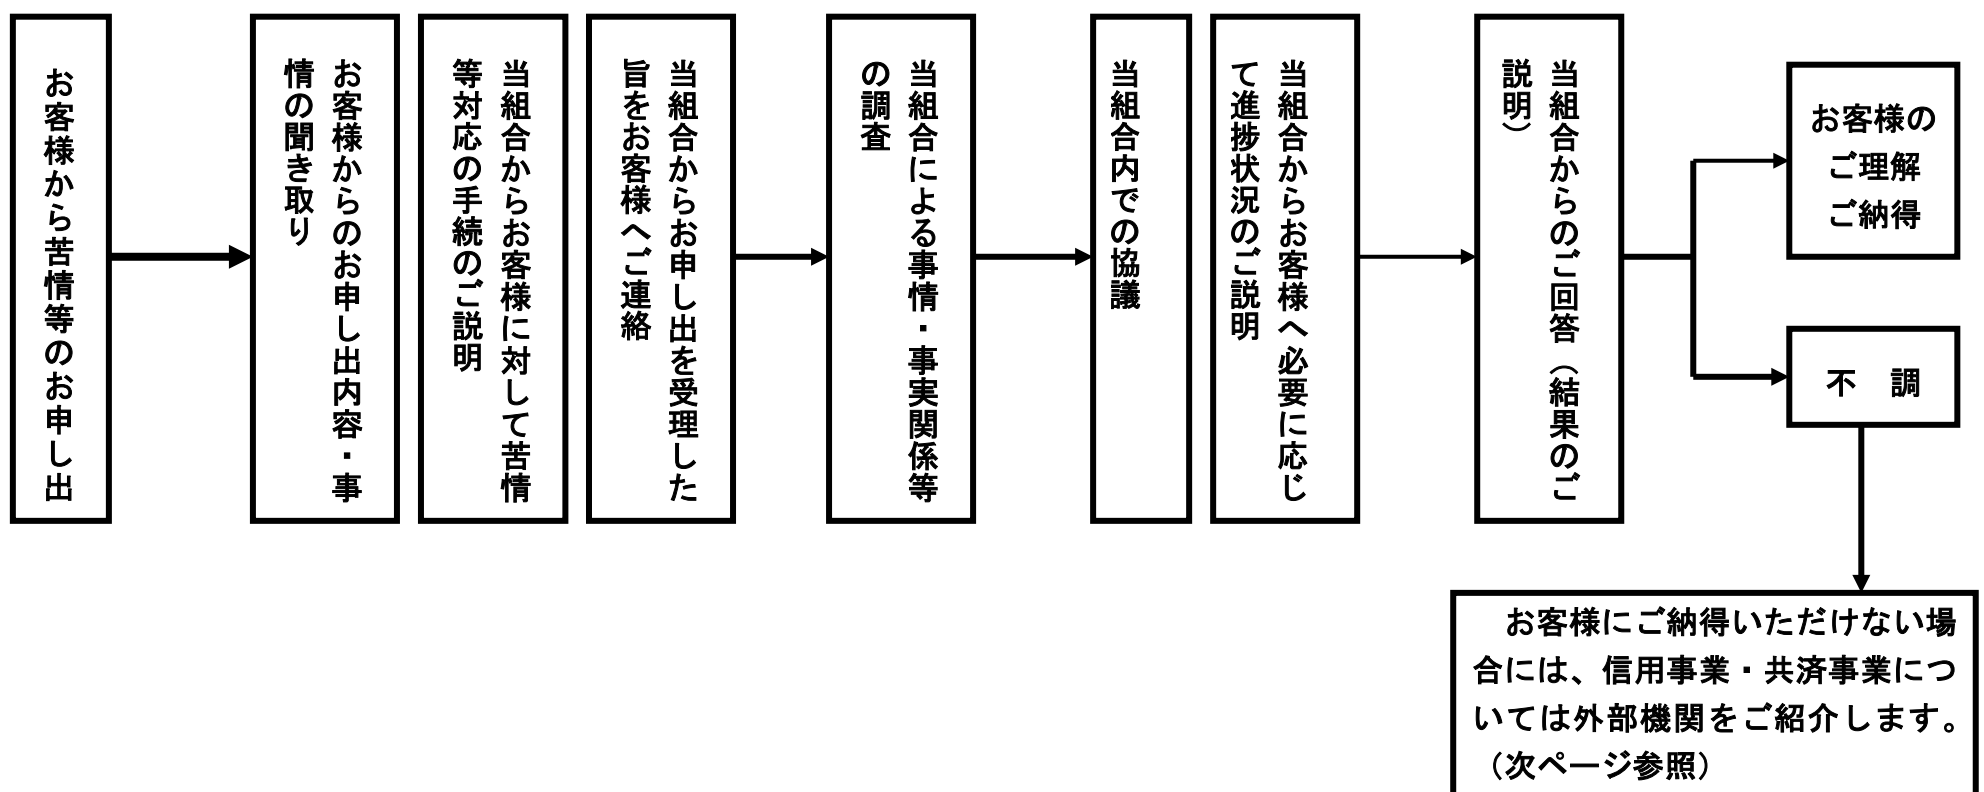 お客様から苦情等のお申し出
お客様からのお申し出内容・事
情の聞き取り
当組合からお客様に対して苦情
等対応の手続のご説明
当組合からお申し出を受理した
旨をお客様へご連絡
当組合による事情・事実関係等
の調査
当組合内での協議
当組合からお客様へ必要に応じ
て進捗状況のご説明
当組合からのご回答（結果のご
説明）
お客様の
ご理解
ご納得
不　調
お客様にご納得いただけない場
合には、信用事業・共済事業につ
いては外部機関をご紹介します。
（次ページ参照）